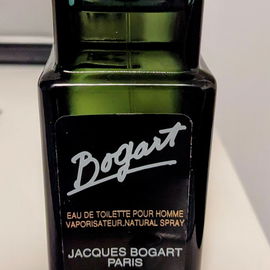 Bogart
EAU DE TOILETTE POUR HOMME
VAPORISATEUR.NATURAL SPRAY
JACQUES BOGART
PARIS